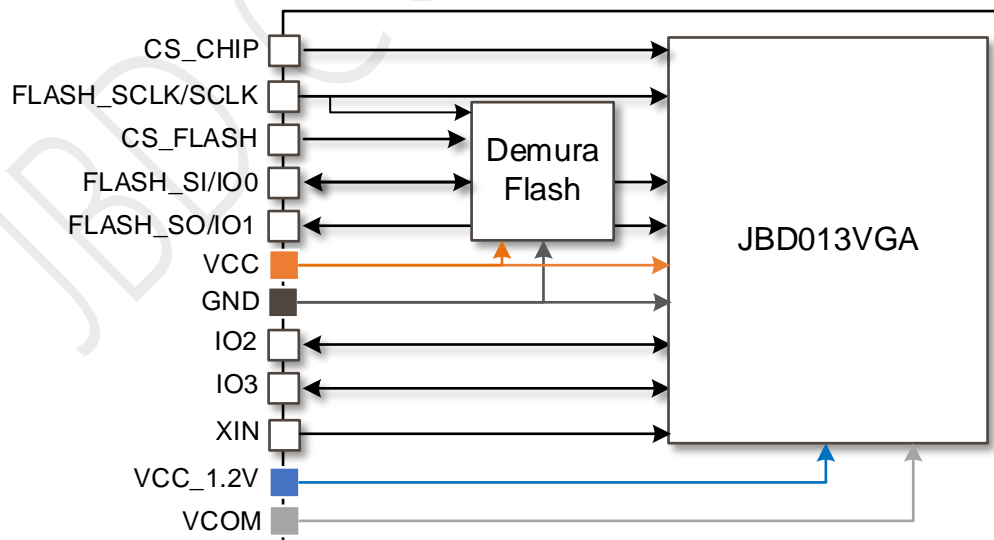 CS_CHIP
FLASH_SCLK/SCLK
CS_FLASH
FLASH_SI/IO0
FLASH_SO/IO1
VCC
GND
IO2
IO3
XIN
VCC_1.2V
VCOM
Demura
Flash
JBD013VGA
JBD